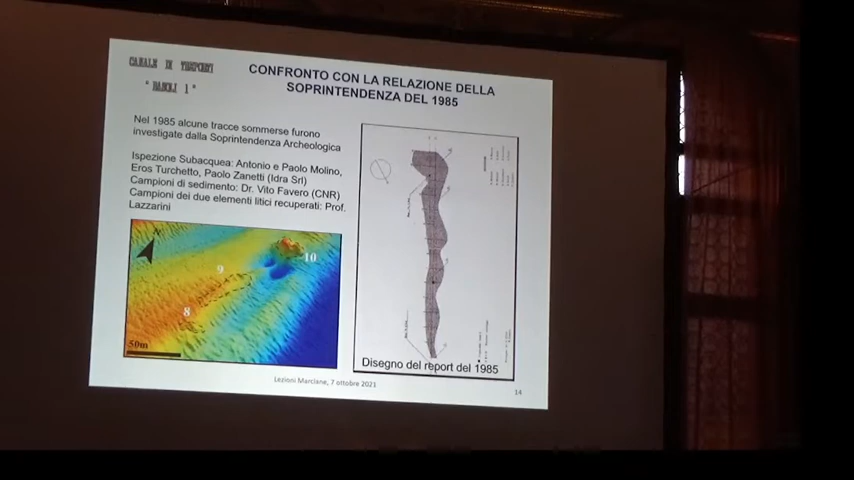 CANALE DI TREPORTI
"DASOLI 1"
CONFRONTO CON LA RELAZIONE DELLA
SOPRINTENDENZA DEL 1985
Nel 1985 alcune tracce sommerse furono
investigate dalla Soprintendenza Archeologica
Ispezione Subacquea: Antonio e Paolo Molino,
Eros Turchetto, Paolo Zanetti (Idra Srl)
Campioni di sedimento: Dr. Vito Favero (CNR)
Campioni dei due elementi litici recuperati: Prof.
Lazzarini
N
10
9
8
50m
Disegno del report del 1985
Lezioni Marciane, 7 ottobre 2021
14